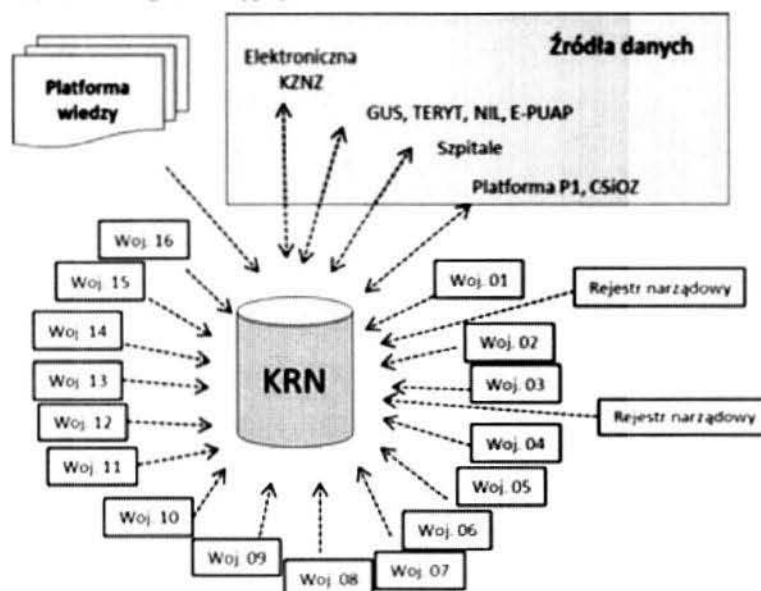 Platforma
wiedzy
Źródła danych
Elektroniczna
KZNZ
GUS, TERYT, NIL, E-PUAP
Szpitale
Platforma P1, CSiOZ
Woj. 16
Woj. 15
Woj. 14
Woj. 13
Woj. 12
Woj. 11
Woj. 10
Woj. 09
Woj. 08
Woj. 07
Woj. 06
Woj. 05
Woj. 04
Woj. 03
Woj. 02
Woj. 01
Rejestr narządowy
Rejestr narządowy
KRN